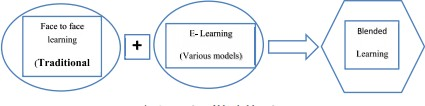 Face to face
learning
(Traditional
+
E- Learning
(Various models)
Blended
Learning